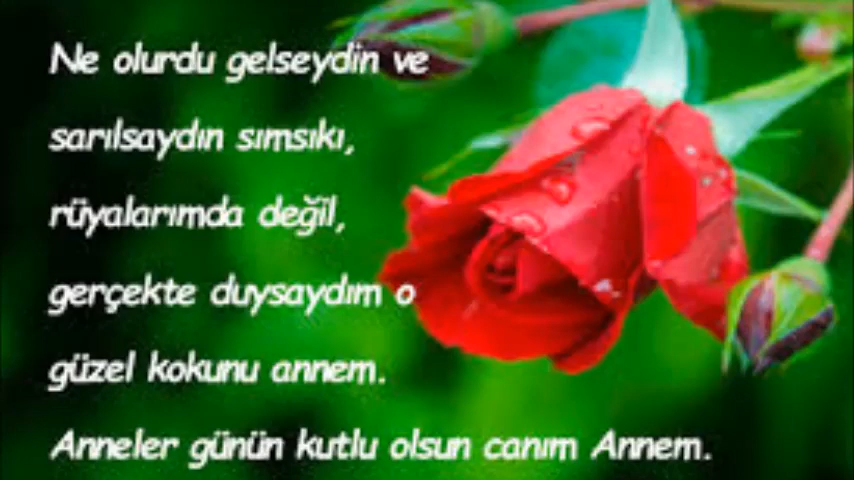 Ne olurdu gelseydin ve
sarılsaydın sımsıkı,
rüyalarımda değil,
gerçekte duysaydım o
güzel kokunu annem.
Anneler günün kutlu olsun canım Annem.